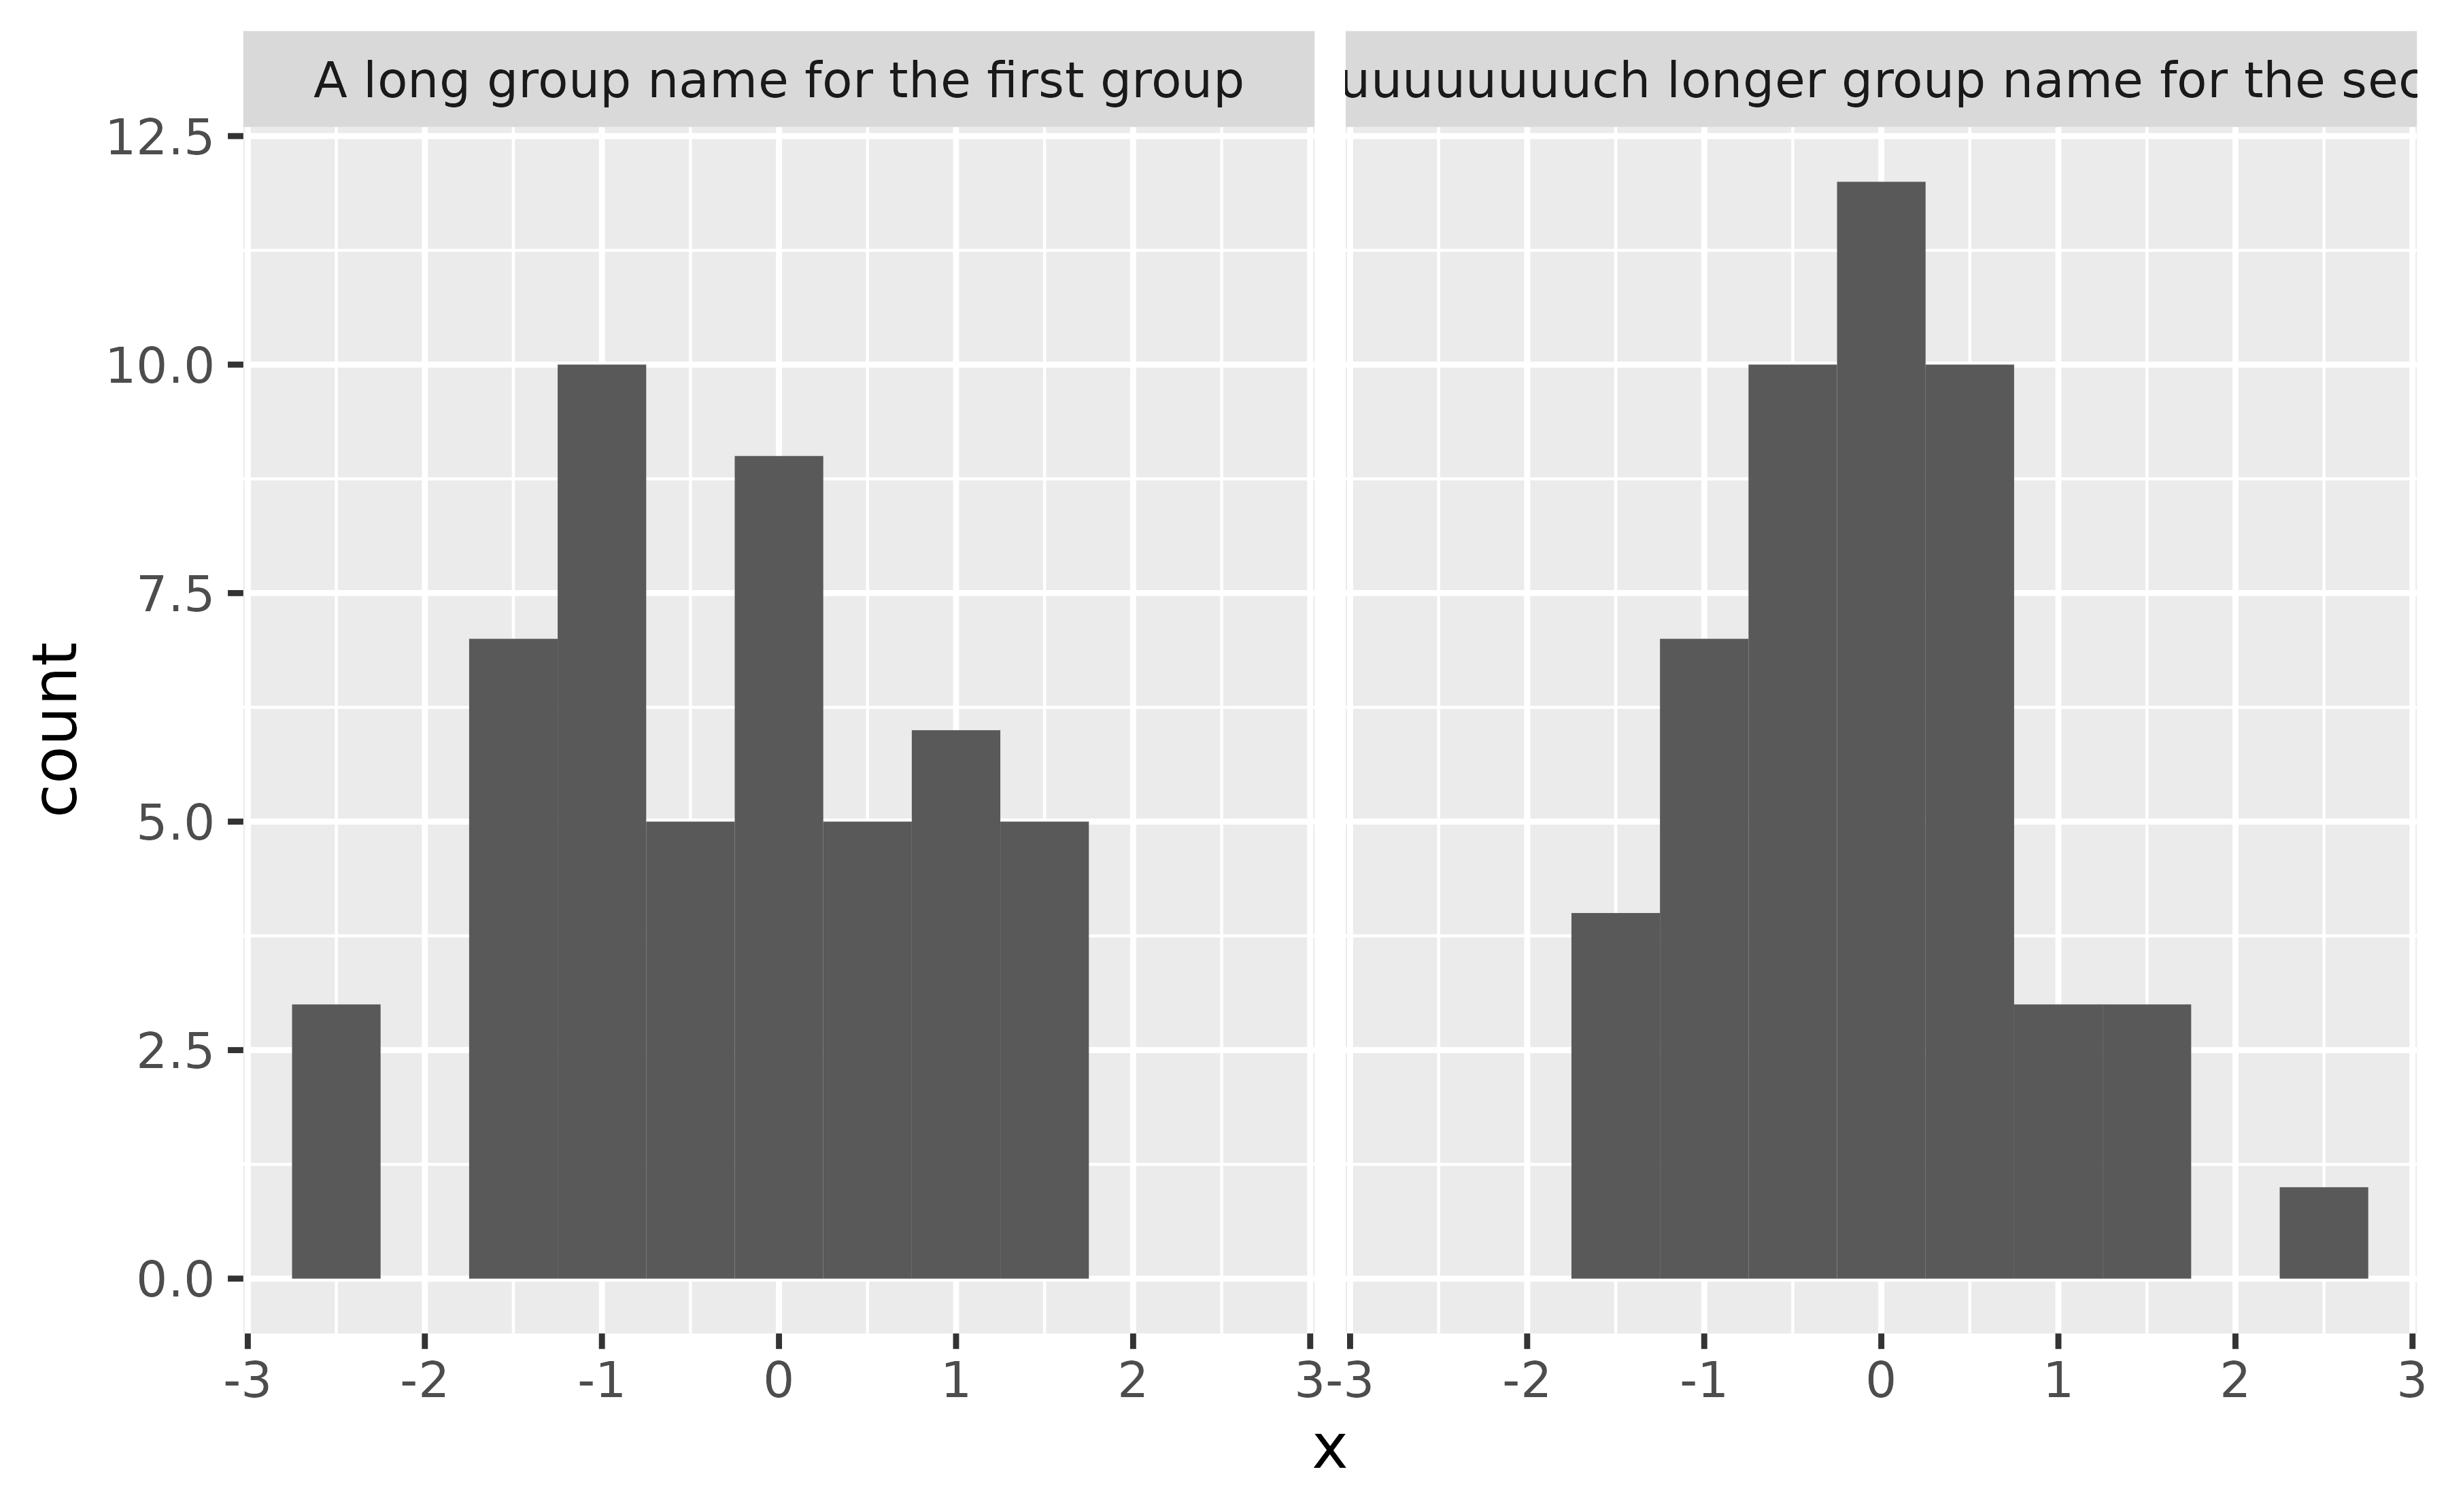 A long group name for the first group
uuuuuuuuuch longer group name for the sec
12.5
10.0
7.5
5.0
2.5
0.0
count
-3 -2 -1 0 1 2 3
-3 -2 -1 0 1 2 3
x